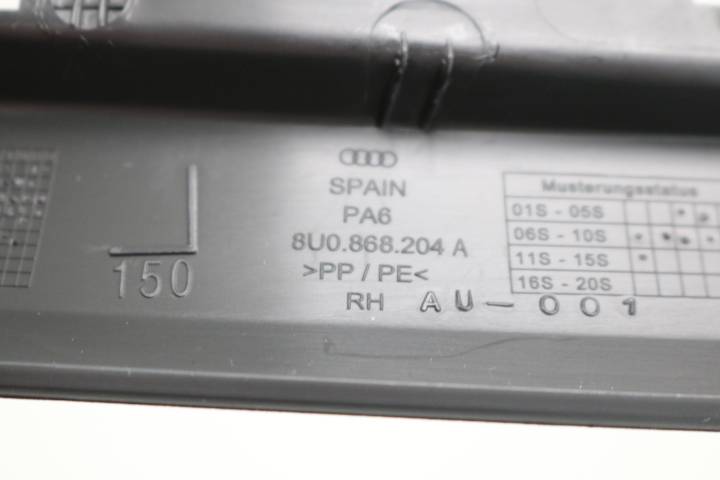 SPAIN
PA6
8U0.868.204 A
>PP / PE<
RH AU-001
150
Musterungsstatus
01S - 05S
06S - 10S
11S - 15S
16S - 20S